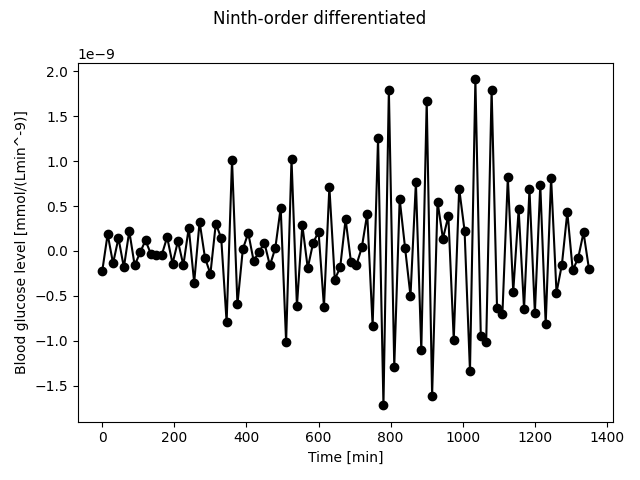 Ninth-order differentiated
1e−9
2.0
1.5
1.0
0.5
0.0
−0.5
−1.0
−1.5
Blood glucose level [mmol/(Lmin^-9)]
0 200 400 600 800 1000 1200 1400
Time [min]